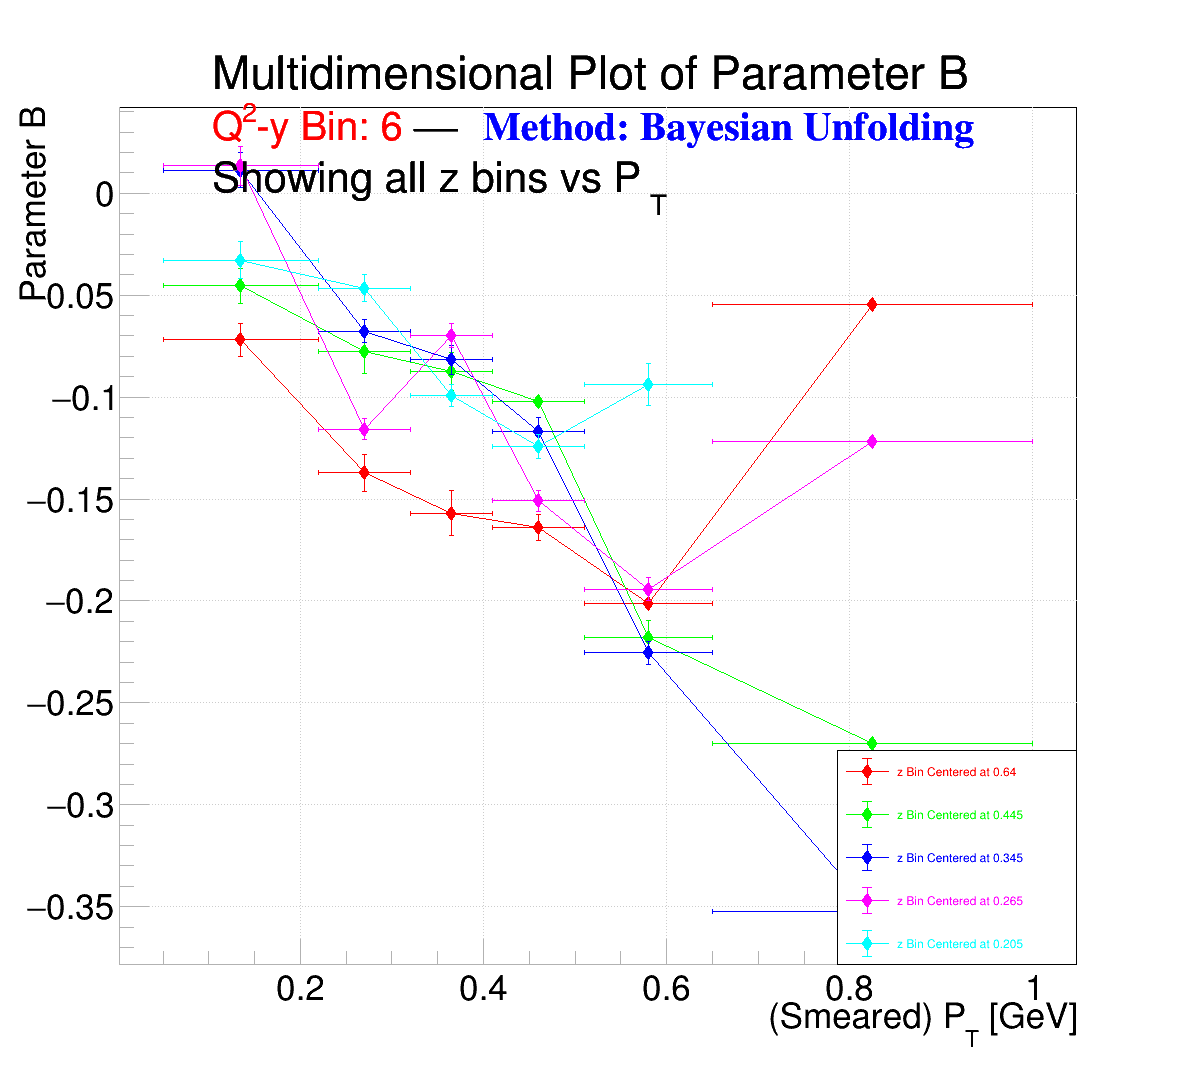 Multidimensional Plot of Parameter B
Q2-y Bin: 6 — Method: Bayesian Unfolding
Showing all z bins vs PT
Parameter B
0
−0.05
−0.1
−0.15
−0.2
−0.25
−0.3
−0.35
z Bin Centered at 0.64
z Bin Centered at 0.445
z Bin Centered at 0.345
z Bin Centered at 0.265
z Bin Centered at 0.205
0.2 0.4 0.6 0.8 1
(Smeared) PT [GeV]